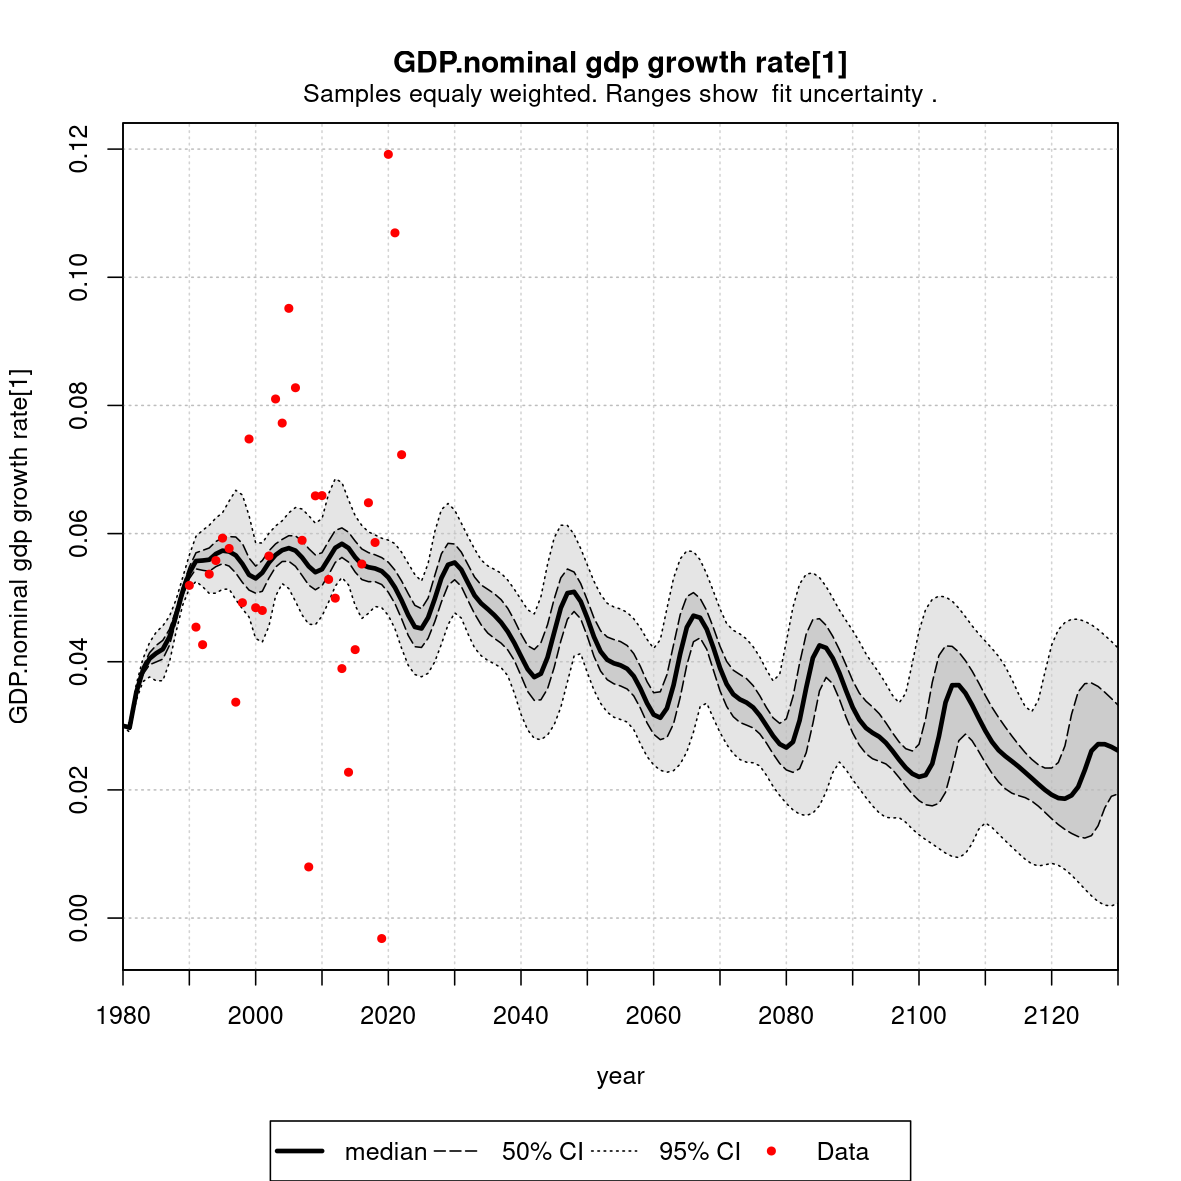 GDP.nominal gdp growth rate[1]
Samples equaly weighted. Ranges show  fit uncertainty .
GDP.nominal gdp growth rate[1]
0.12
0.10
0.08
0.06
0.04
0.02
0.00
1980 2000 2020 2040 2060 2080 2100 2120
year
median 50% CI 95% CI Data